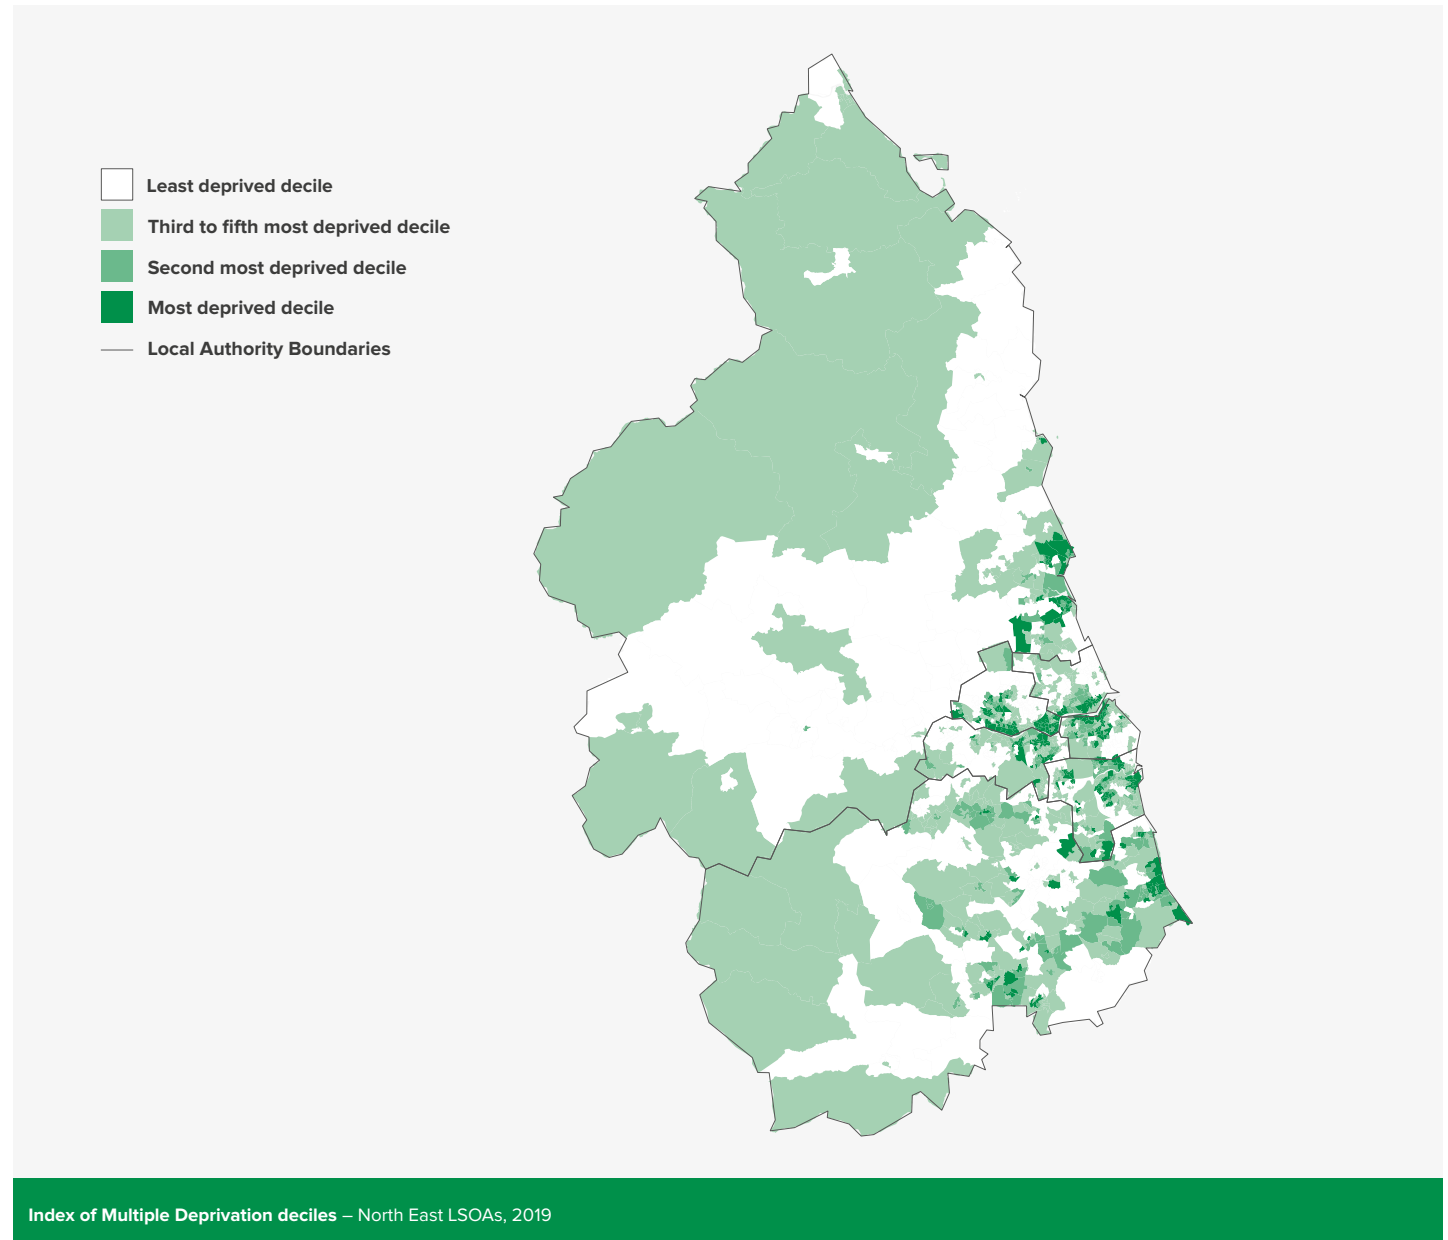 Least deprived decile
Third to fifth most deprived decile
Second most deprived decile
Most deprived decile
Local Authority Boundaries
Index of Multiple Deprivation deciles – North East LSOAs, 2019